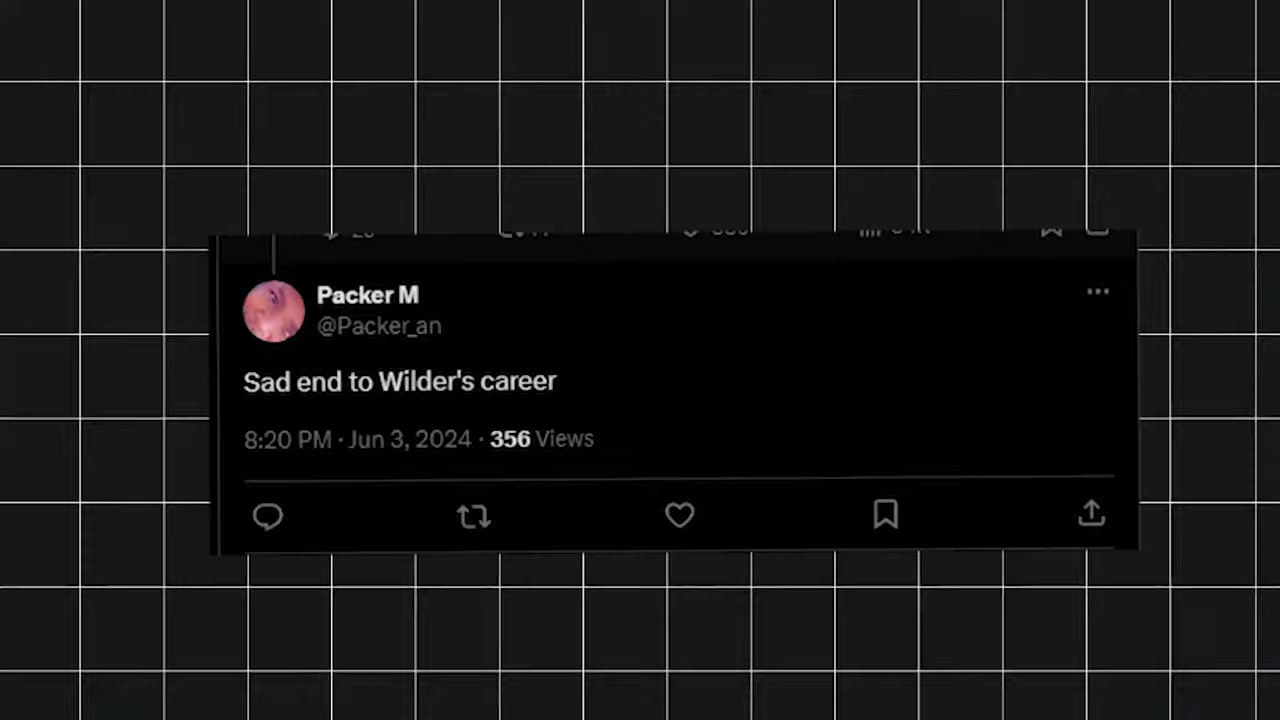 Packer M
@Packer_an
Sad end to Wilder's career
8:20 PM · Jun 3, 2024 · 356 Views